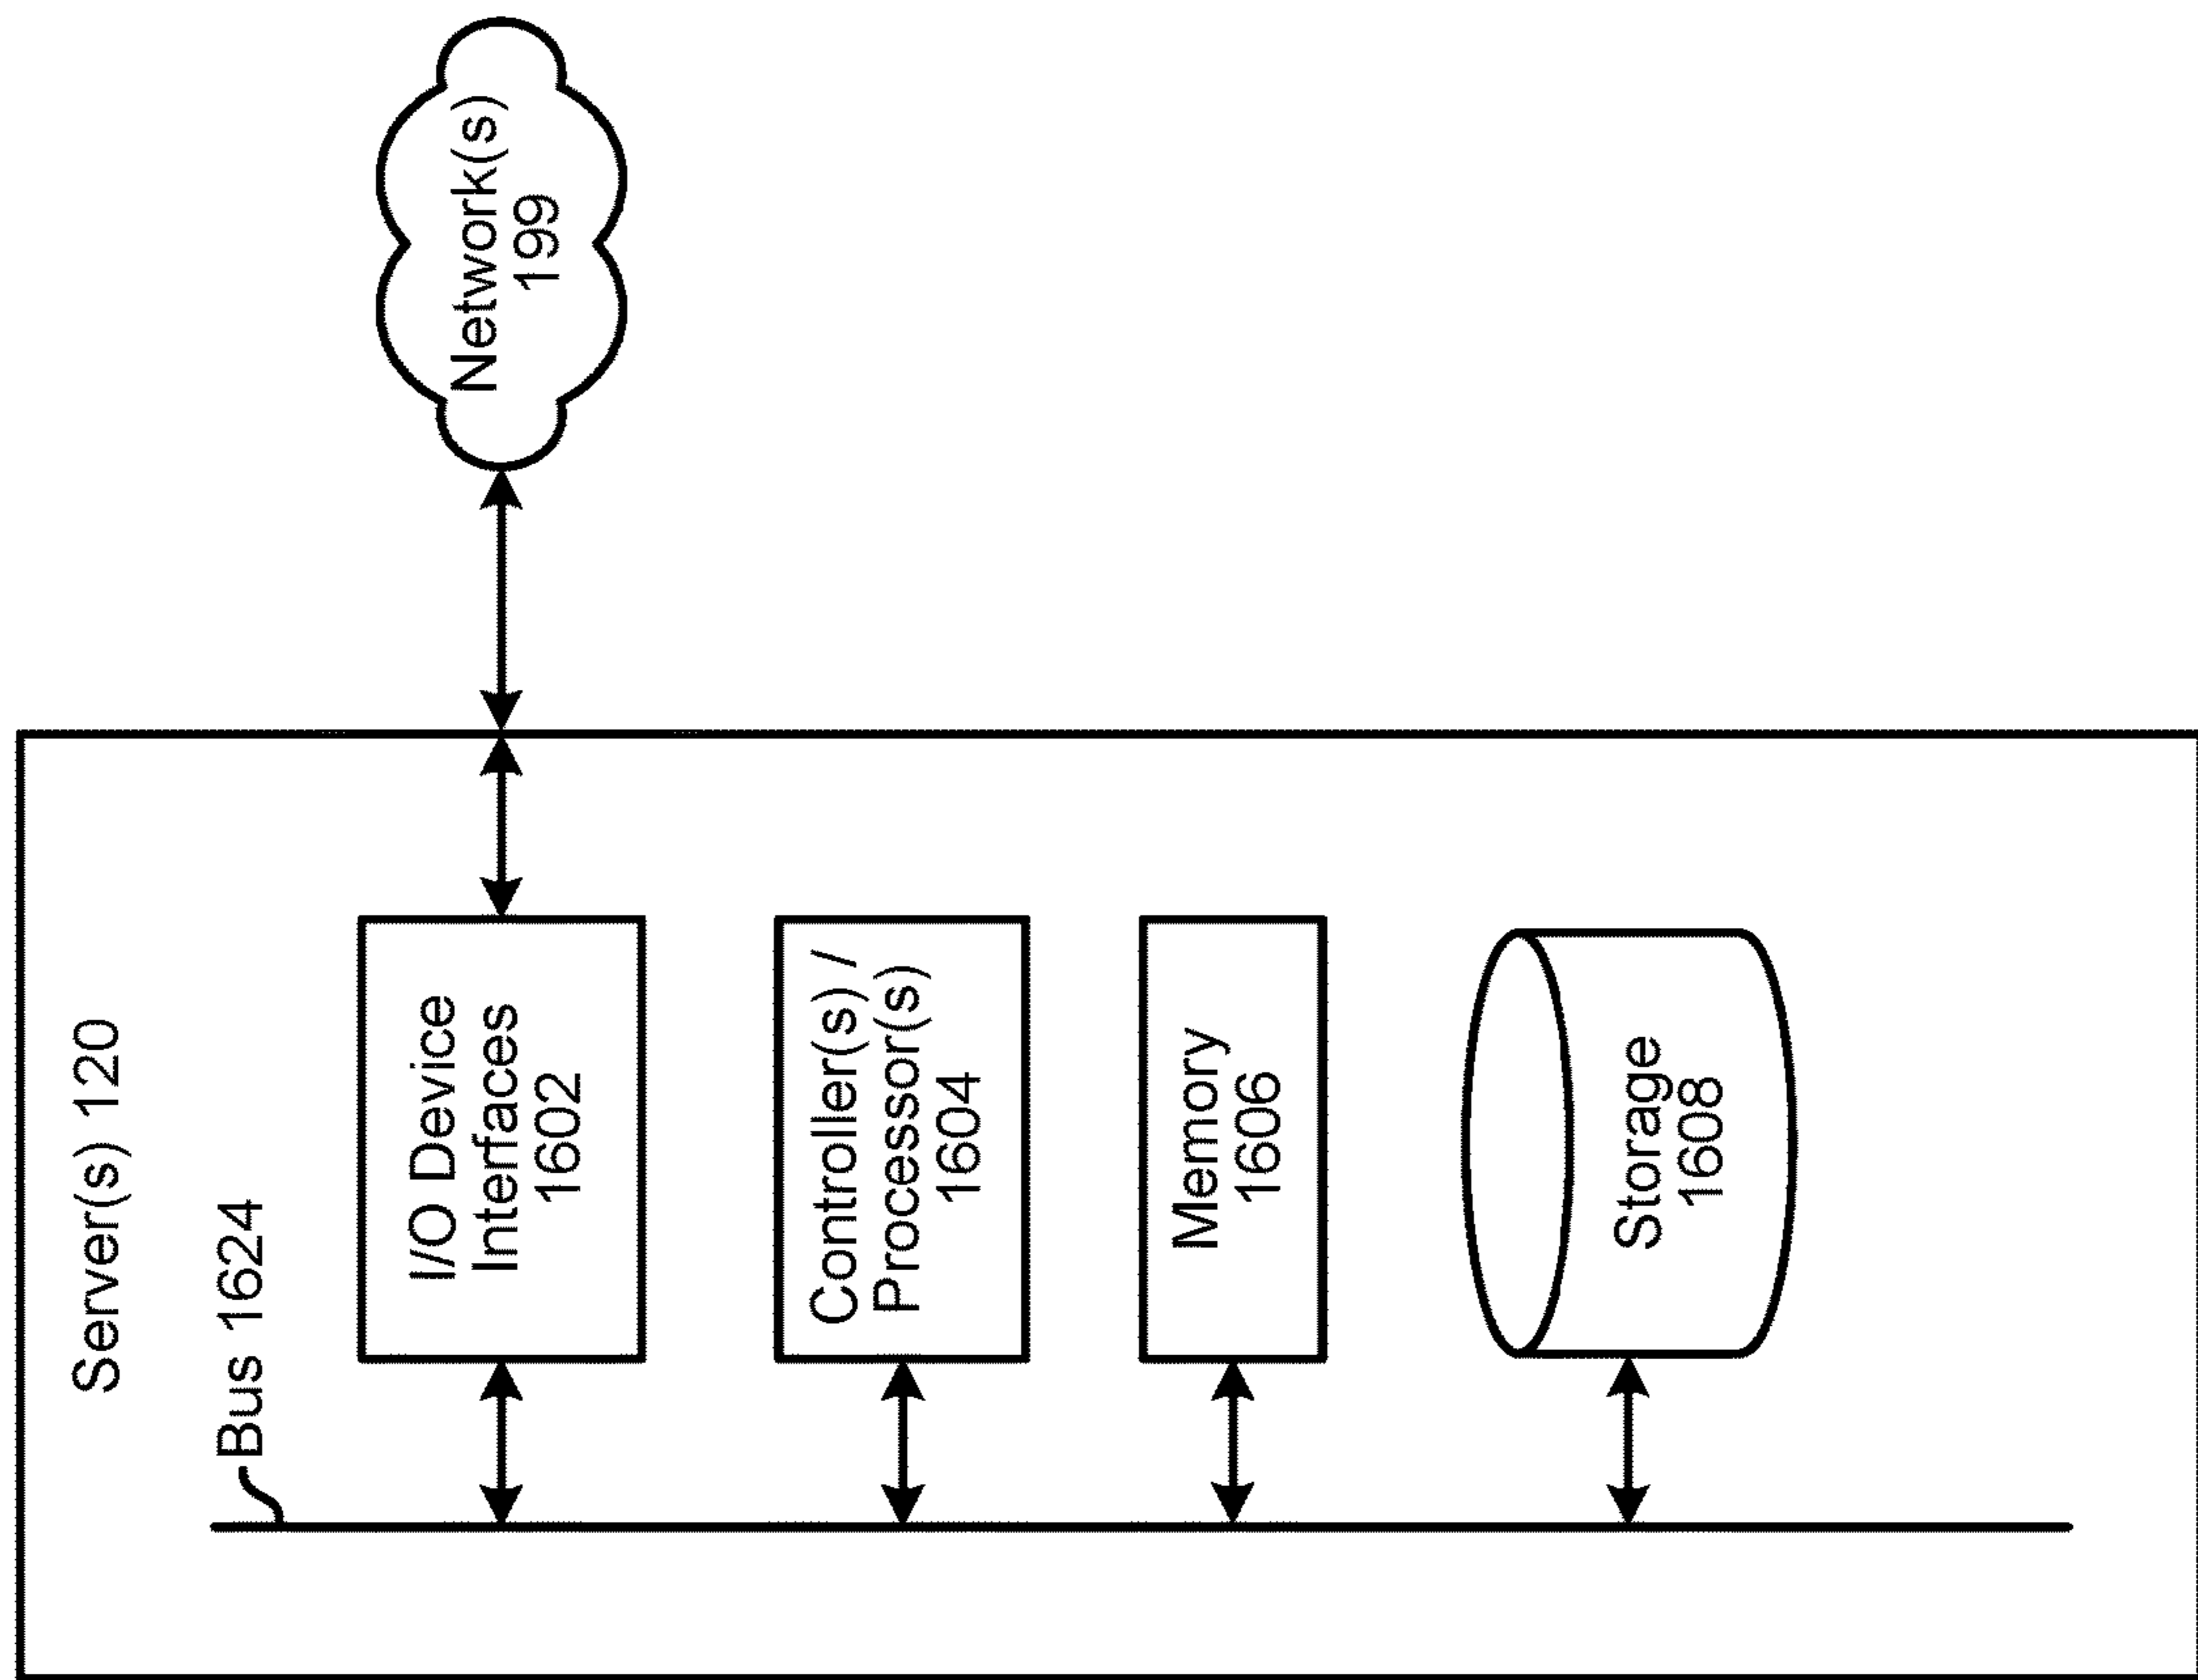 Server(s) 120
Bus 1624
I/O Device
Interfaces
1602
Controller(s) /
Processor(s)
1604
Memory
1606
Storage
1608
Network(s)
199